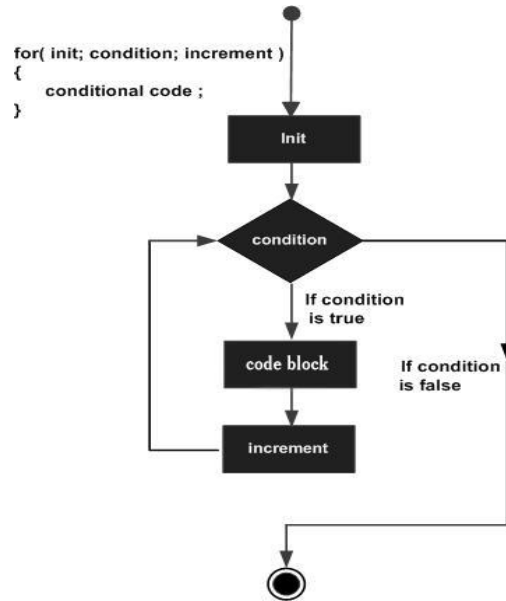 for( init; condition; increment )
{
conditional code ;
}
Init
condition
If condition
is true
code block
If condition
is false
increment